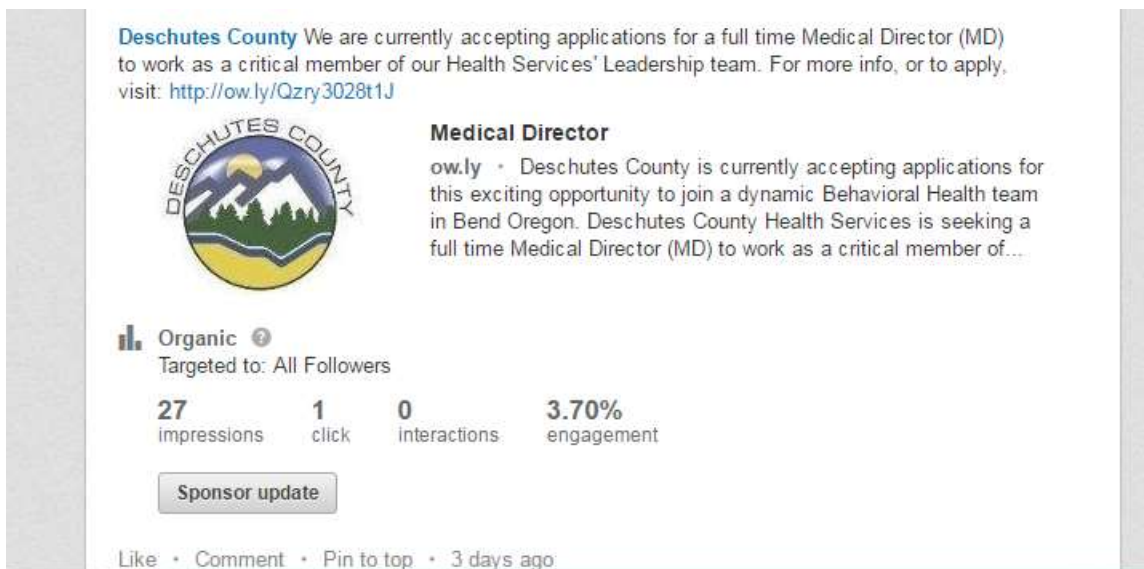 Deschutes County We are currently accepting applications for a full time Medical Director (MD)
to work as a critical member of our Health Services' Leadership team. For more info, or to apply,
visit: http://ow.ly/Qzry3028t1J
DESCHUTES COUNTY
Medical Director
ow.ly · Deschutes County is currently accepting applications for
this exciting opportunity to join a dynamic Behavioral Health team
in Bend Oregon. Deschutes County Health Services is seeking a
full time Medical Director (MD) to work as a critical member of...
Organic ?
Targeted to: All Followers
27 1 0 3.70%
impressions click interactions engagement
Sponsor update
Like · Comment · Pin to top · 3 days ago